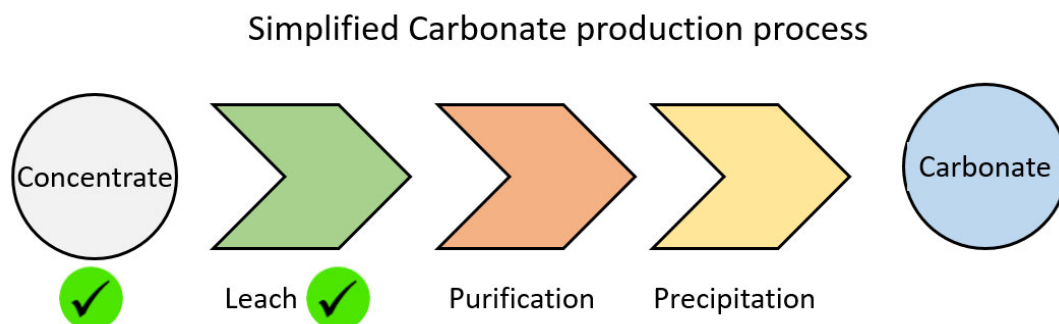 Simplified Carbonate production process
Concentrate
Carbonate
Leach
Purification
Precipitation